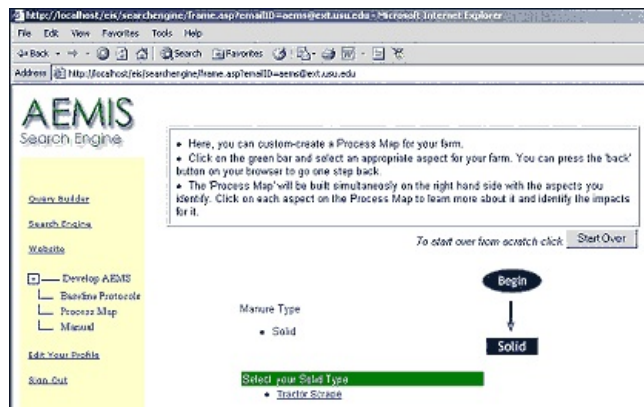 http://localhost/eis/searchengine/frame.asp?emailID=aems@ext.usu.edu - Microsoft Internet Explorer
File Edit View Favorites Tools Help
Back Search Favorites
Address http://localhost/eis/searchengine/frame.asp?emailID=aems@ext.usu.edu
AEMIS
Search Engine
• Here, you can custom-create a Process Map for your farm.
• Click on the green bar and select an appropriate aspect for your farm. You can press the 'back'
button on your browser to go one step back.
• The 'Process Map' will be built simultaneously on the right hand side with the aspects you
identify. Click on each aspect on the Process Map to learn more about it and identify the impacts
for it.
To start over from scratch click Start Over
Query Builder
Search Engine
Website
Develop AEMS
Baseline Protocols
Process Map
Manual
Edit Your Profile
Sign Out
Manure Type
• Solid
Select your Solid Type
• Tractor Scrape
Begin
Solid